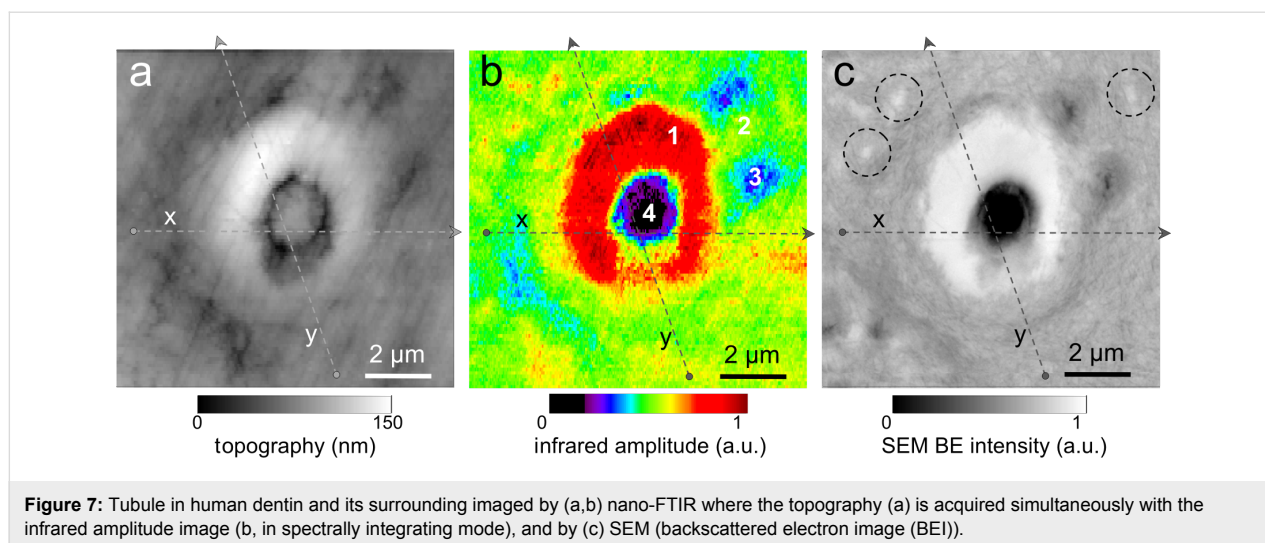 a
x
y
2 µm
0
150
topography (nm)
b
1
2
3
4
x
y
2 µm
0
1
infrared amplitude (a.u.)
c
x
y
2 µm
0
1
SEM BE intensity (a.u.)
Figure 7: Tubule in human dentin and its surrounding imaged by (a,b) nano-FTIR where the topography (a) is acquired simultaneously with the
infrared amplitude image (b, in spectrally integrating mode), and by (c) SEM (backscattered electron image (BEI)).